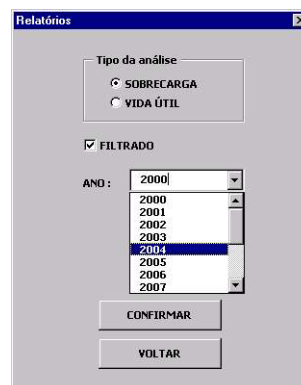 Relatórios
Tipo da análise
SOBRECARGA
VIDA ÚTIL
FILTRADO
ANO : 2000
2000
2001
2002
2003
2004
2005
2006
2007
CONFIRMAR
VOLTAR